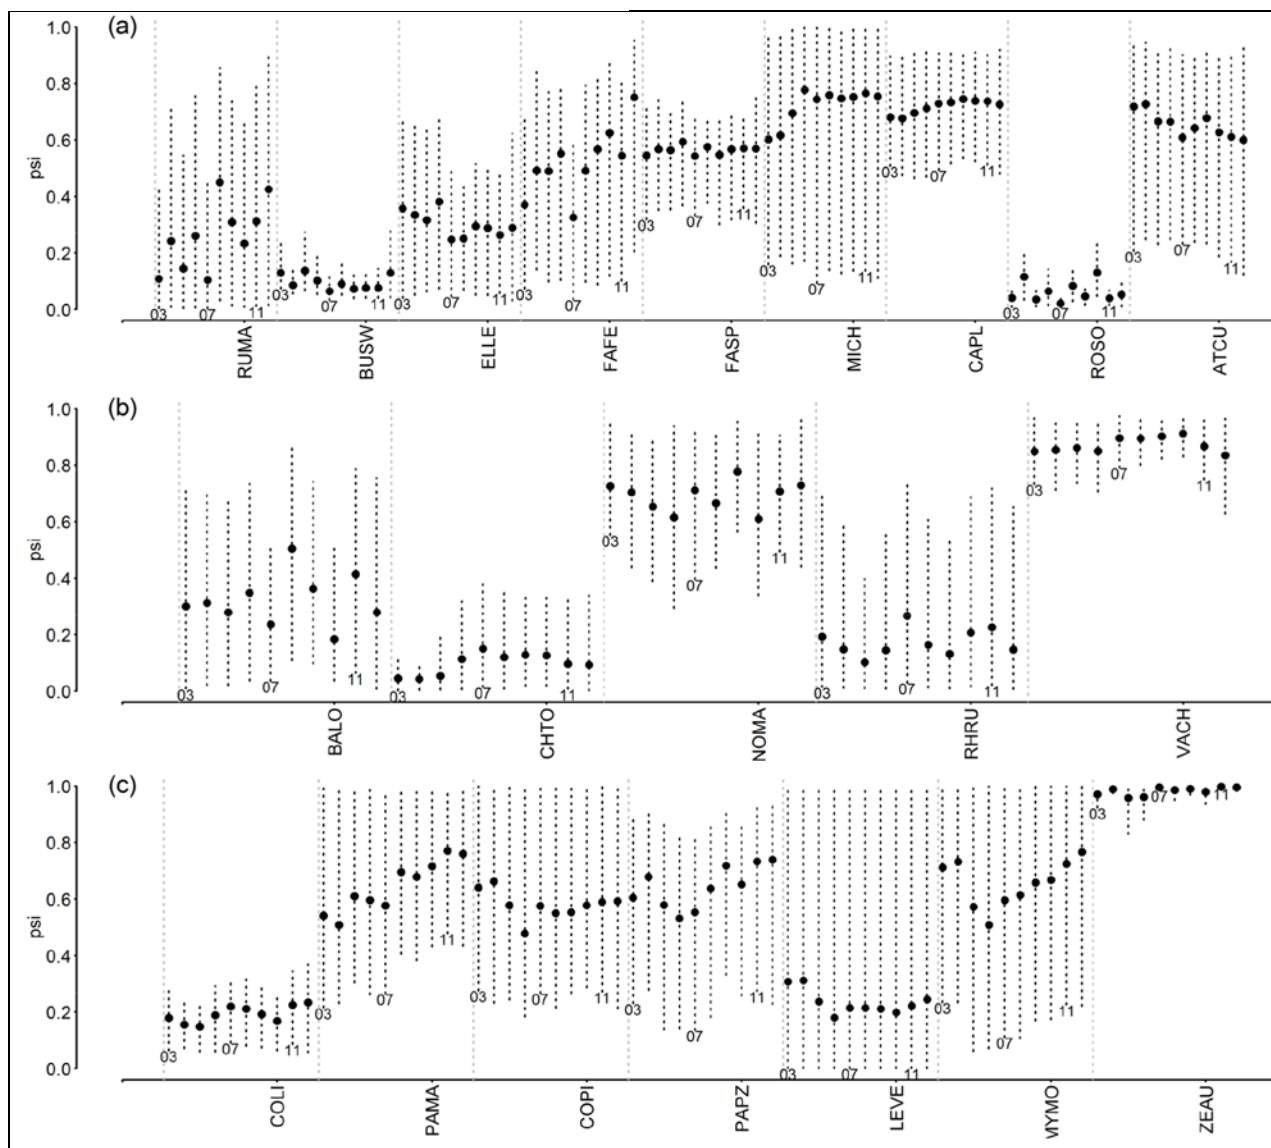 (a)
1.0
0.8
0.6
0.4
0.2
0.0
psi
03 07 11 03 07 11 03 07 11 03 07 11 03 07 11 03 07 11 03 07 11 03 07 11 03 07 11
RUMA BUSW ELLE FAFE FASP MICH CAPL ROSO ATCU
(b)
1.0
0.8
0.6
0.4
0.2
0.0
psi
03 07 11 03 07 11 03 07 11 03 07 11 03 07 11
BALO CHTO NOMA RHRU VACH
(c)
1.0
0.8
0.6
0.4
0.2
0.0
psi
03 07 11 03 07 11 03 07 11 03 07 11 03 07 11 03 07 11 03 07 11
COLI PAMA COPI PAPZ LEVE MYMO ZEAU